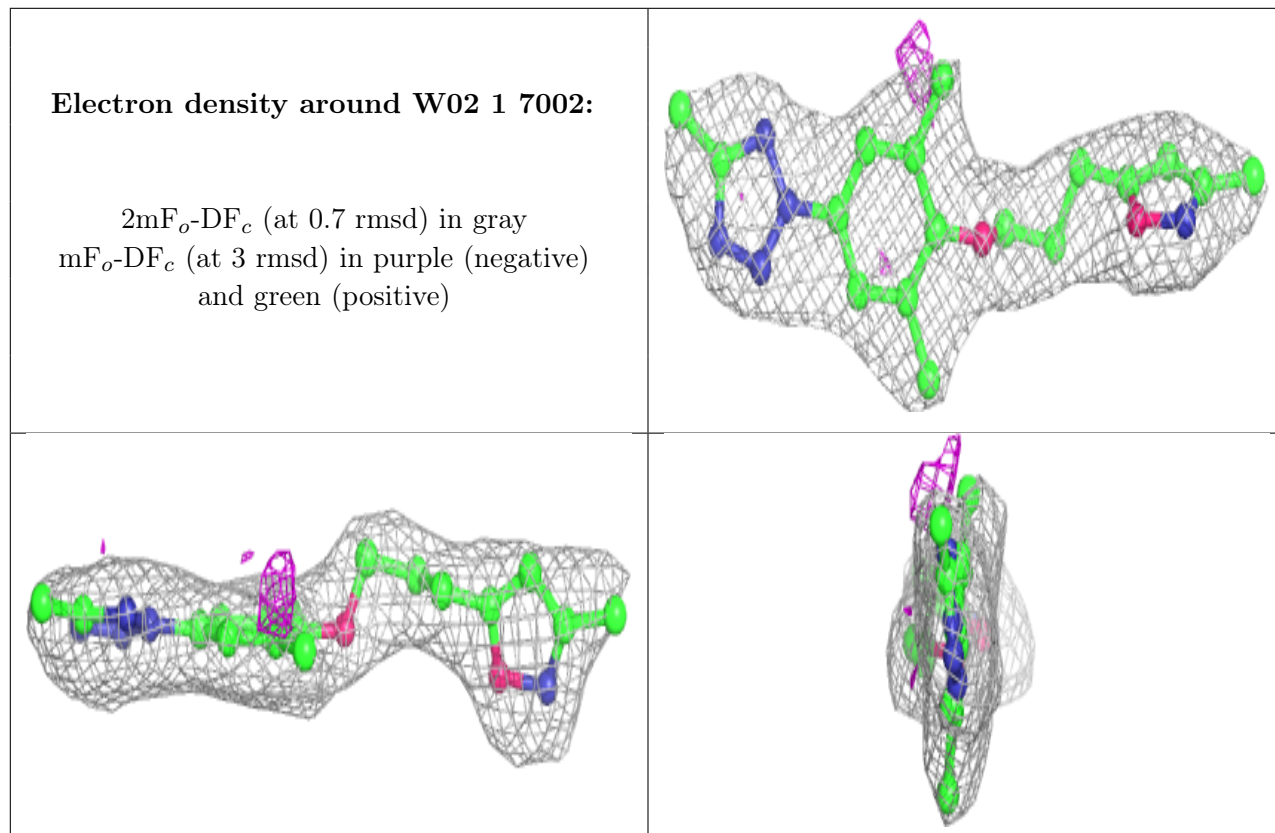 Electron density around W02 1 7002:
2mFo-DFc (at 0.7 rmsd) in gray
mFo-DFc (at 3 rmsd) in purple (negative)
and green (positive)